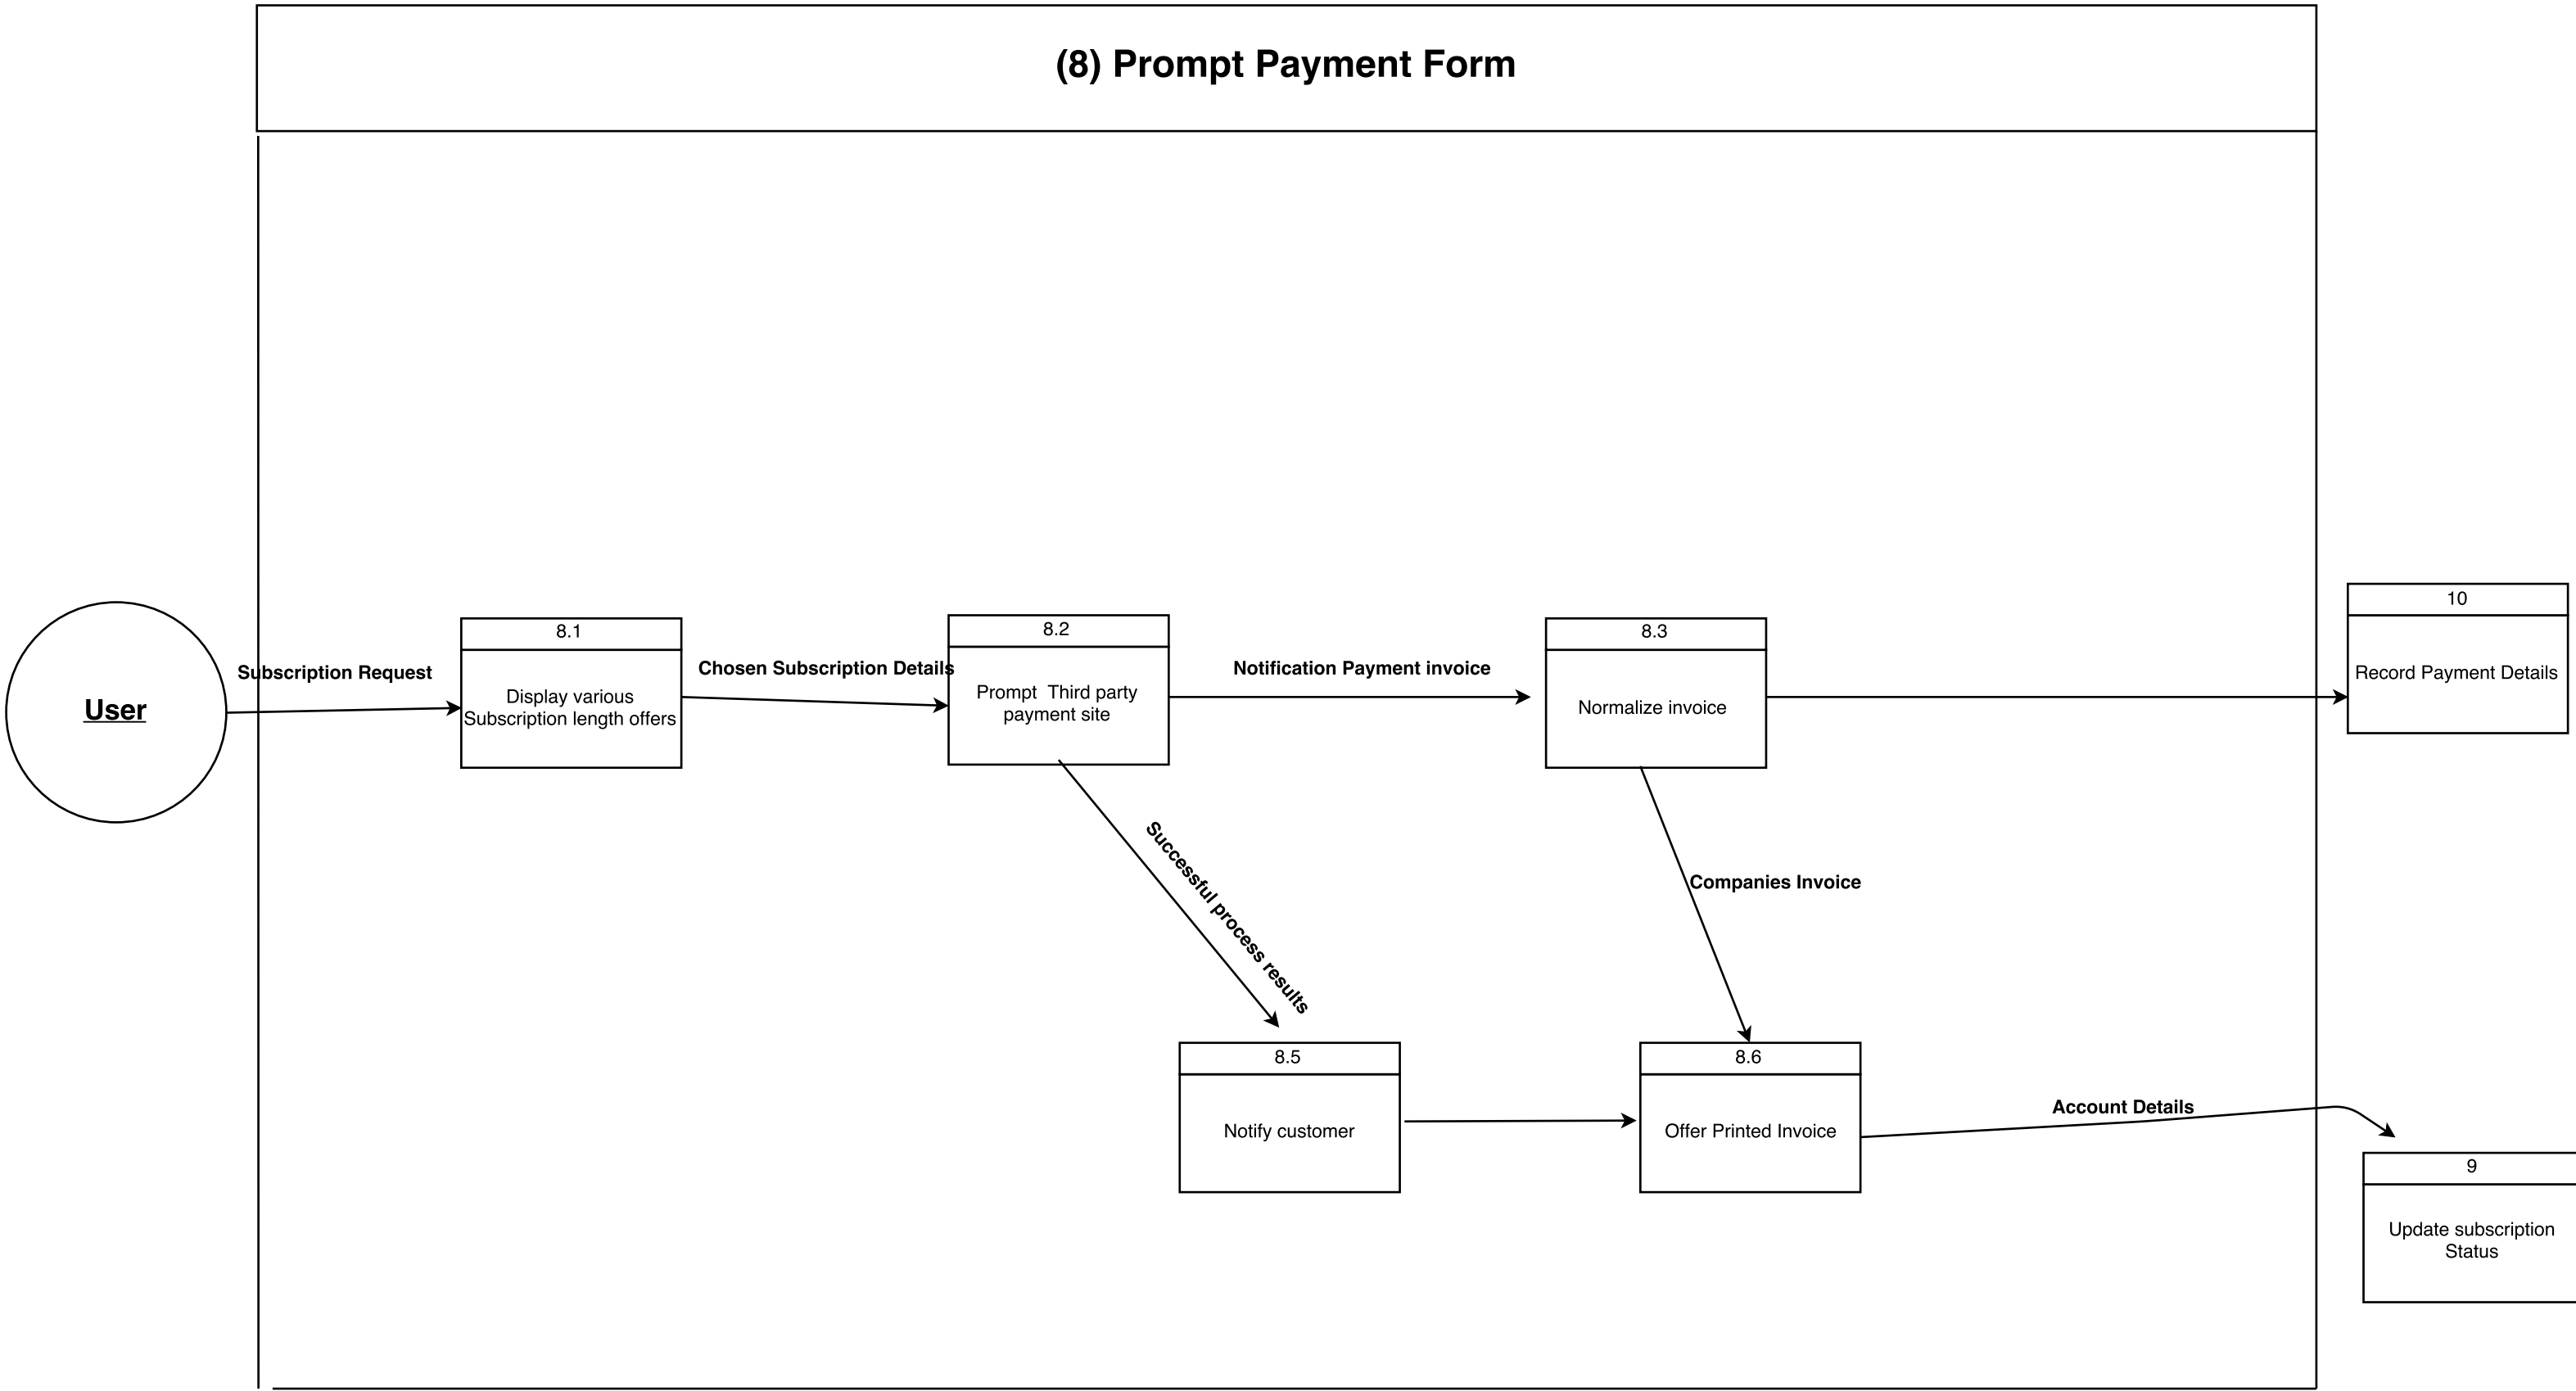 (8) Prompt Payment Form
User
Subscription Request
8.1
Display various
Subscription length offers
Chosen Subscription Details
8.2
Prompt  Third party
payment site
Notification Payment invoice
8.3
Normalize invoice
10
Record Payment Details
Successful process results
Companies Invoice
8.5
Notify customer
8.6
Offer Printed Invoice
Account Details
9
Update subscription
Status